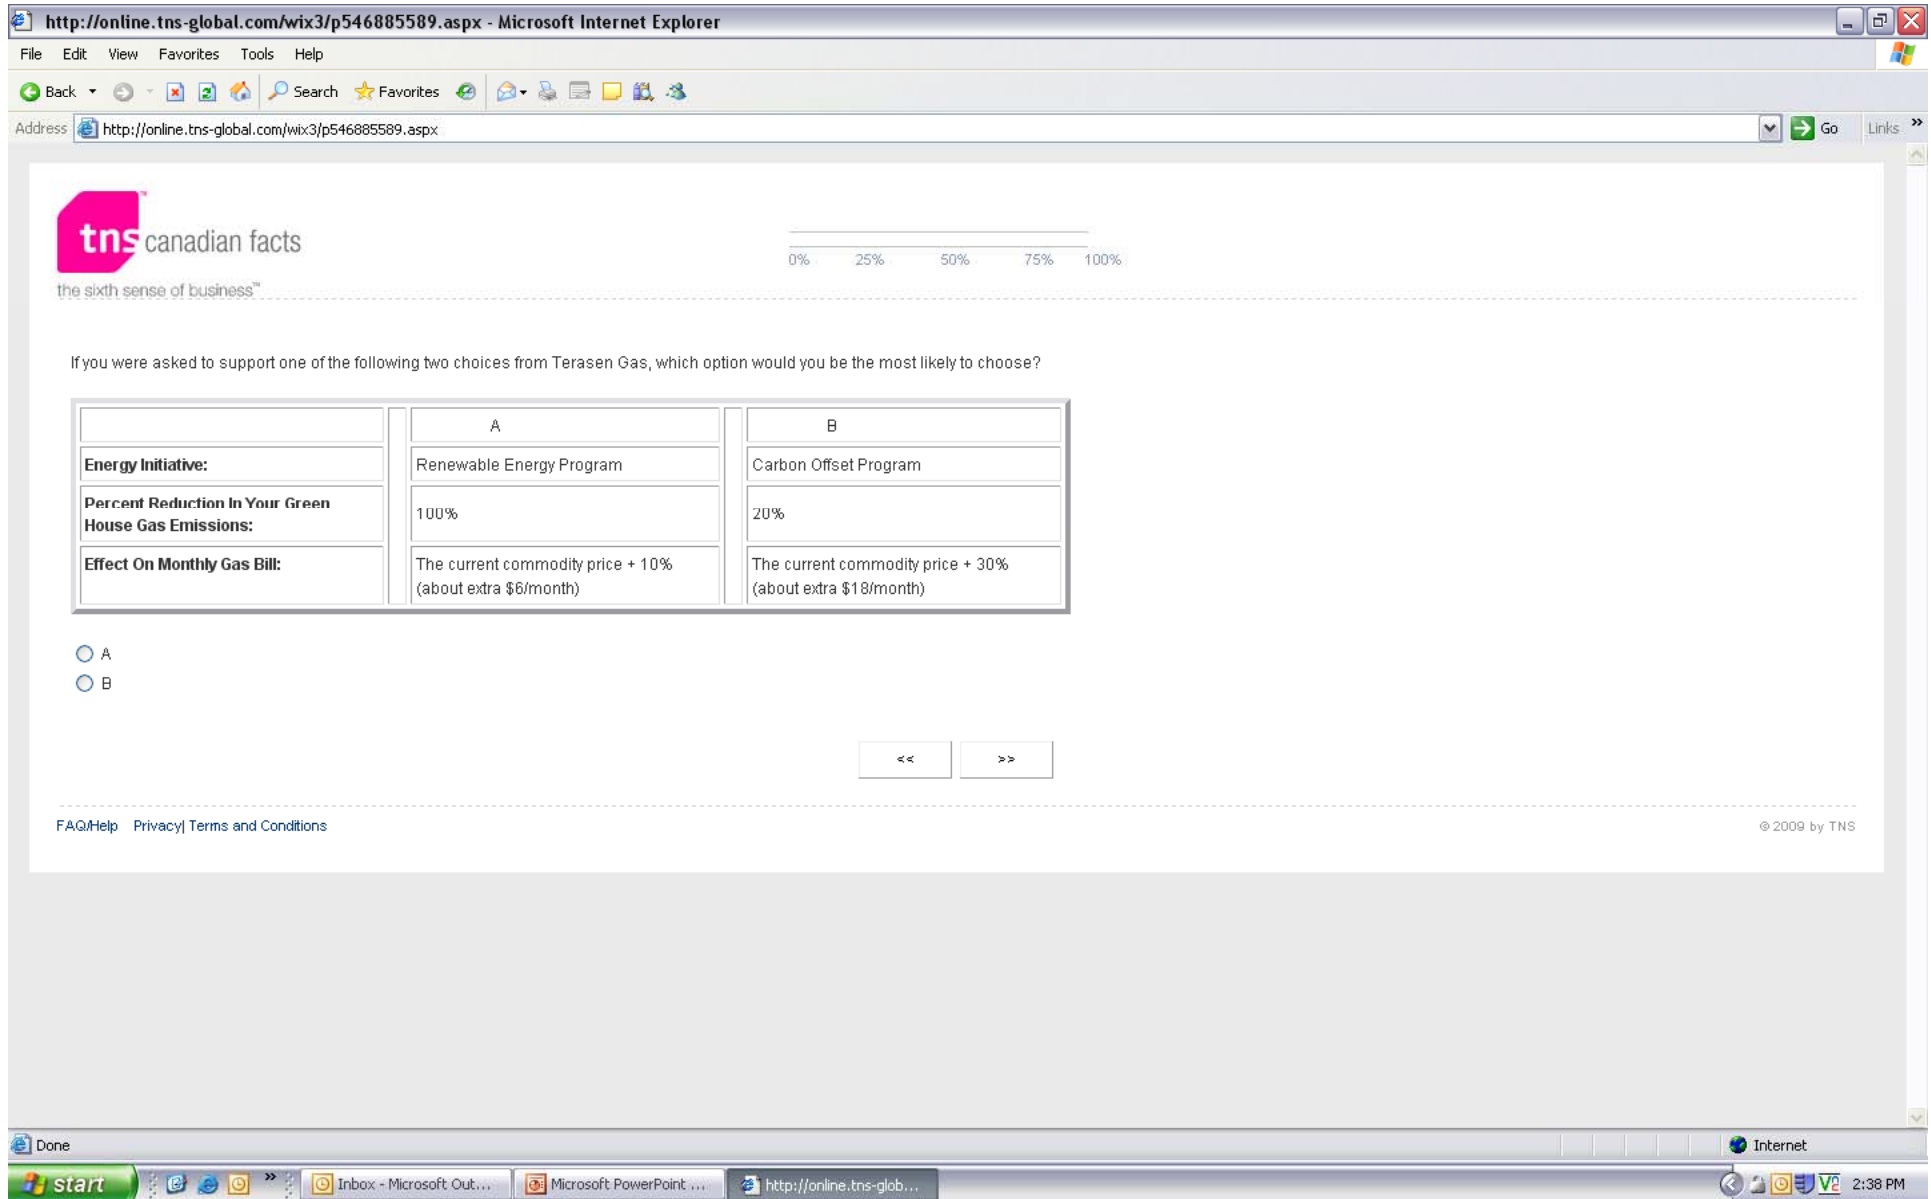 http://online.tns-global.com/wix3/p546885589.aspx - Microsoft Internet Explorer
File Edit View Favorites Tools Help
Back Search Favorites
Address http://online.tns-global.com/wix3/p546885589.aspx Go Links »
tns canadian facts
the sixth sense of business™
0% 25% 50% 75% 100%
If you were asked to support one of the following two choices from Terasen Gas, which option would you be the most likely to choose?
A B
Energy Initiative: Renewable Energy Program Carbon Offset Program
Percent Reduction In Your Green
House Gas Emissions: 100% 20%
Effect On Monthly Gas Bill: The current commodity price + 10% The current commodity price + 30%
(about extra $6/month) (about extra $18/month)
A
B
<< >>
FAQ/Help Privacy| Terms and Conditions © 2009 by TNS
Done Internet
start » Inbox - Microsoft Out... Microsoft PowerPoint ... http://online.tns-glob... 2:38 PM